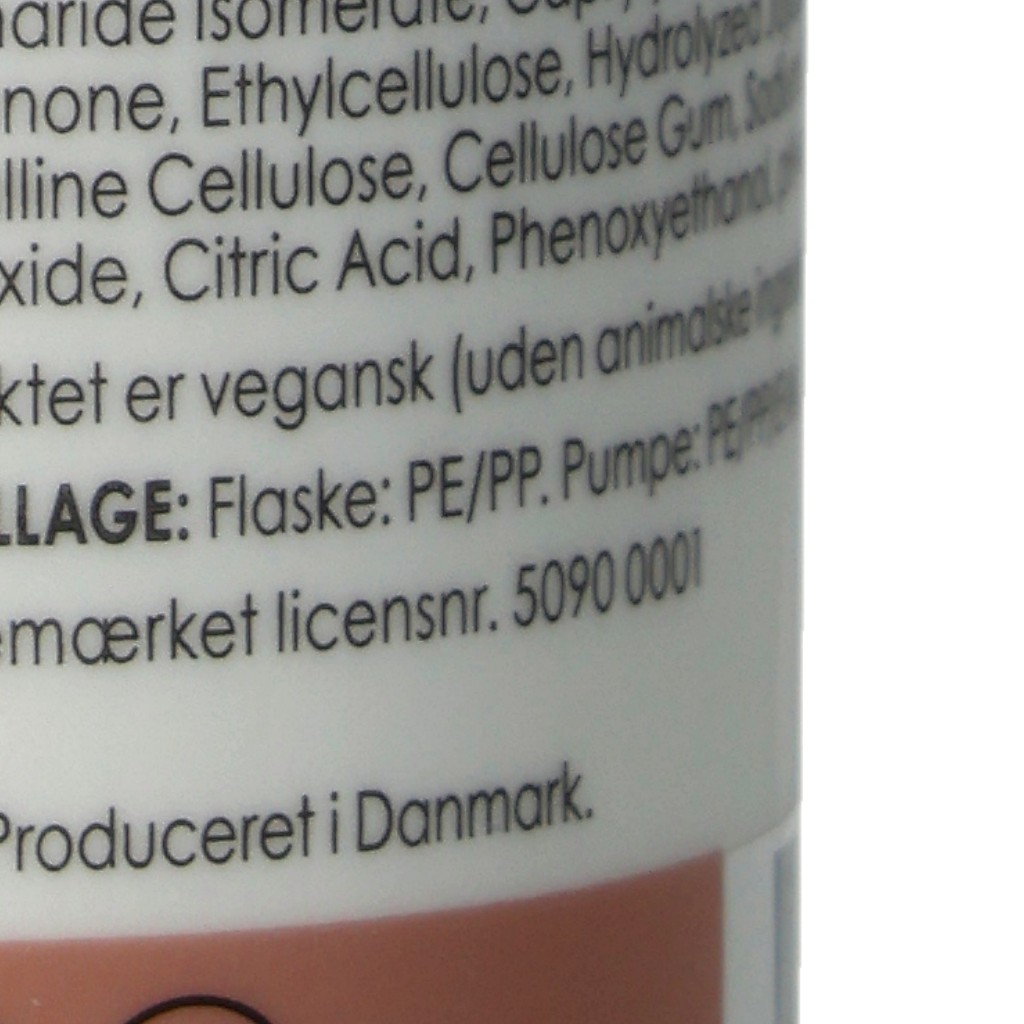 Isomerate,
none, Ethylcellulose, Hydrolyzed
lline Cellulose, Cellulose Gum,
xide, Citric Acid, Phenoxyethanol,
ktet er vegansk (uden animalske
LLAGE: Flaske: PE/PP. Pumpe:
emærket licensnr. 5090 0001
Produceret i Danmark.